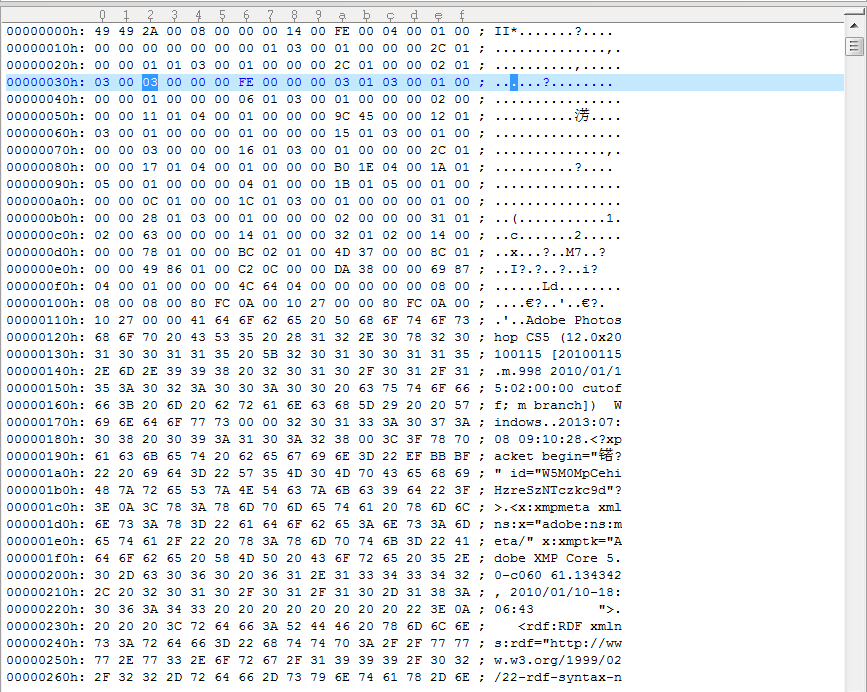 0 1 2 3 4 5 6 7 8 9 a b c d e f
00000000h: 49 49 2A 00 08 00 00 00 14 00 FE 00 04 00 01 00 ; II*.......?....
00000010h: 00 00 00 00 00 00 00 01 03 00 01 00 00 00 2C 01 ; ..............,.
00000020h: 00 00 01 01 03 00 01 00 00 00 2C 01 00 00 02 01 ; ..........,.....
00000030h: 03 00 03 00 00 00 FE 00 00 00 03 01 03 00 01 00 ; ......?........
00000040h: 00 00 01 00 00 00 06 01 03 00 01 00 00 00 02 00 ; ................
00000050h: 00 00 11 01 04 00 01 00 00 00 9C 45 00 00 12 01 ; ..........淓....
00000060h: 03 00 01 00 00 00 01 00 00 00 15 01 03 00 01 00 ; ................
00000070h: 00 00 03 00 00 00 16 01 03 00 01 00 00 00 2C 01 ; ..............,.
00000080h: 00 00 17 01 04 00 01 00 00 00 B0 1E 04 00 1A 01 ; ..........?....
00000090h: 05 00 01 00 00 00 04 01 00 00 1B 01 05 00 01 00 ; ................
000000a0h: 00 00 0C 01 00 00 1C 01 03 00 01 00 00 00 01 00 ; ................
000000b0h: 00 00 28 01 03 00 01 00 00 00 02 00 00 00 31 01 ; ..(...........1.
000000c0h: 02 00 63 00 00 00 14 01 00 00 32 01 02 00 14 00 ; ..c.......2.....
000000d0h: 00 00 78 01 00 00 BC 02 01 00 4D 37 00 00 8C 01 ; ..x...?..M7..?
000000e0h: 00 00 49 86 01 00 C2 0C 00 00 DA 38 00 00 69 87 ; ..I?.?..?..i?
000000f0h: 04 00 01 00 00 00 4C 64 04 00 00 00 00 00 08 00 ; ......Ld........
00000100h: 08 00 08 00 80 FC 0A 00 10 27 00 00 80 FC 0A 00 ; ....€?..'..€?.
00000110h: 10 27 00 00 41 64 6F 62 65 20 50 68 6F 74 6F 73 ; .'..Adobe Photos
00000120h: 68 6F 70 20 43 53 35 20 28 31 32 2E 30 78 32 30 ; hop CS5 (12.0x20
00000130h: 31 30 30 31 31 35 20 5B 32 30 31 30 30 31 31 35 ; 100115 [20100115
00000140h: 2E 6D 2E 39 39 38 20 32 30 31 30 2F 30 31 2F 31 ; .m.998 2010/01/1
00000150h: 35 3A 30 32 3A 30 30 3A 30 30 20 63 75 74 6F 66 ; 5:02:00:00 cutof
00000160h: 66 3B 20 6D 20 62 72 61 6E 63 68 5D 29 20 20 57 ; f; m branch])  W
00000170h: 69 6E 64 6F 77 73 00 00 32 30 31 33 3A 30 37 3A ; indows..2013:07:
00000180h: 30 38 20 30 39 3A 31 30 3A 32 38 00 3C 3F 78 70 ; 08 09:10:28.<?xp
00000190h: 61 63 6B 65 74 20 62 65 67 69 6E 3D 22 EF BB BF ; acket begin="锘?
000001a0h: 22 20 69 64 3D 22 57 35 4D 30 4D 70 43 65 68 69 ; " id="W5M0MpCehi
000001b0h: 48 7A 72 65 53 7A 4E 54 63 7A 6B 63 39 64 22 3F ; HzreSzNTczkc9d"?
000001c0h: 3E 0A 3C 78 3A 78 6D 70 6D 65 74 61 20 78 6D 6C ; >.<x:xmpmeta xml
000001d0h: 6E 73 3A 78 3D 22 61 64 6F 62 65 3A 6E 73 3A 6D ; ns:x="adobe:ns:m
000001e0h: 65 74 61 2F 22 20 78 3A 78 6D 70 74 6B 3D 22 41 ; eta/" x:xmptk="A
000001f0h: 64 6F 62 65 20 58 4D 50 20 43 6F 72 65 20 35 2E ; dobe XMP Core 5.
00000200h: 30 2D 63 30 36 30 20 36 31 2E 31 33 34 33 34 32 ; 0-c060 61.134342
00000210h: 2C 20 32 30 31 30 2F 30 31 2F 31 30 2D 31 38 3A ; , 2010/01/10-18:
00000220h: 30 36 3A 34 33 20 20 20 20 20 20 20 20 22 3E 0A ; 06:43        ">.
00000230h: 20 20 20 3C 72 64 66 3A 52 44 46 20 78 6D 6C 6E ;    <rdf:RDF xmln
00000240h: 73 3A 72 64 66 3D 22 68 74 74 70 3A 2F 2F 77 77 ; s:rdf="http://ww
00000250h: 77 2E 77 33 2E 6F 72 67 2F 31 39 39 39 2F 30 32 ; w.w3.org/1999/02
00000260h: 2F 32 32 2D 72 64 66 2D 73 79 6E 74 61 78 2D 6E ; /22-rdf-syntax-n